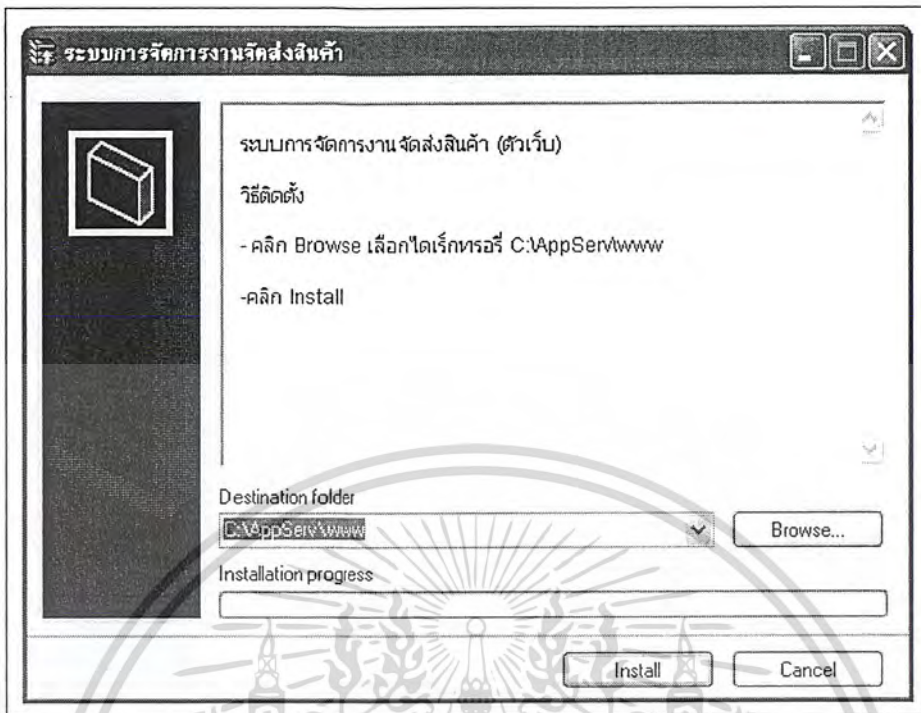 ระบบการจัดการงานจัดส่งสินค้า
ระบบการจัดการงานจัดส่งสินค้า (ตัวเว็บ)
วิธีติดตั้ง
- คลิก Browse เลือกไดเร็กทรอรี่ C:\AppServ\www
-คลิก Install
Destination folder
C:\AppServ\www
Browse...
Installation progress
Install
Cancel